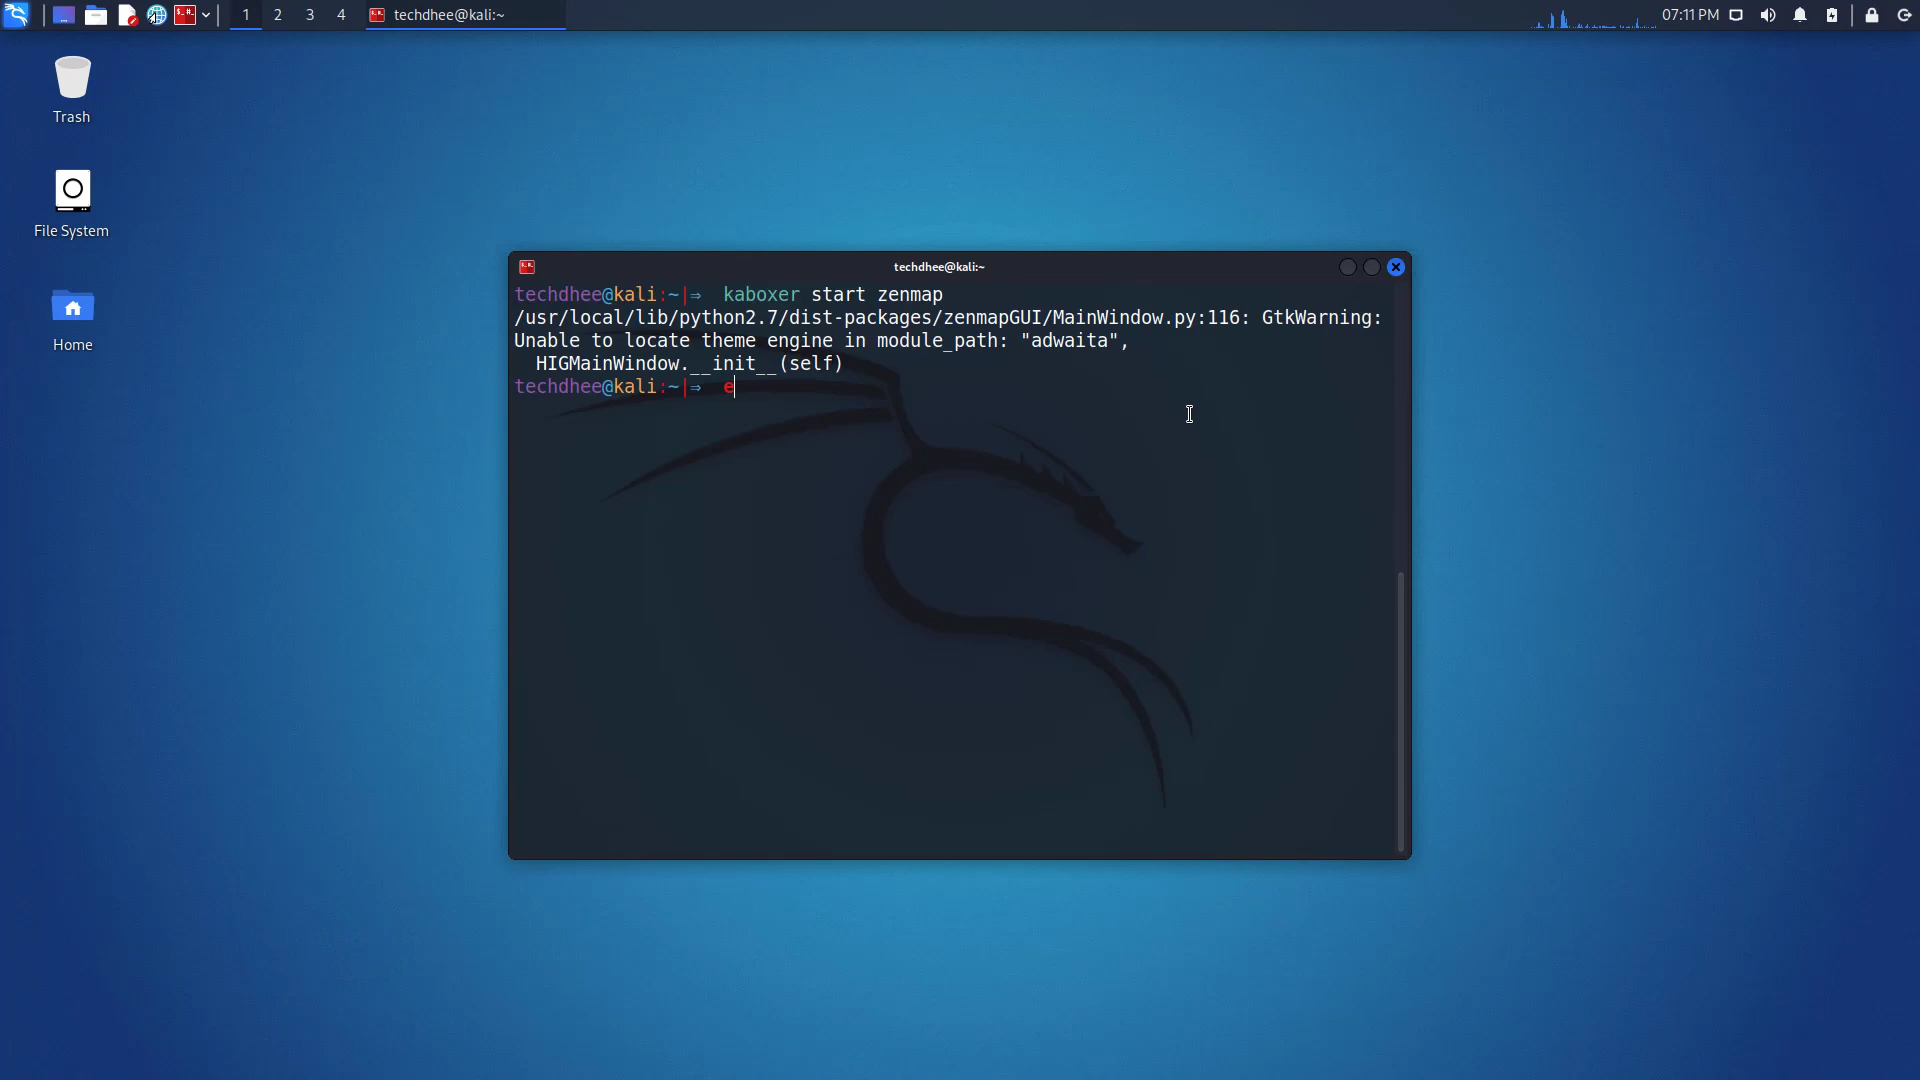 1 2 3 4 techdhee@kali:~ 07:11 PM
Trash
File System
Home
techdhee@kali:~
techdhee@kali:~|⇒ kaboxer start zenmap
/usr/local/lib/python2.7/dist-packages/zenmapGUI/MainWindow.py:116: GtkWarning:
Unable to locate theme engine in module_path: "adwaita",
HIGMainWindow.__init__(self)
techdhee@kali:~|⇒ e